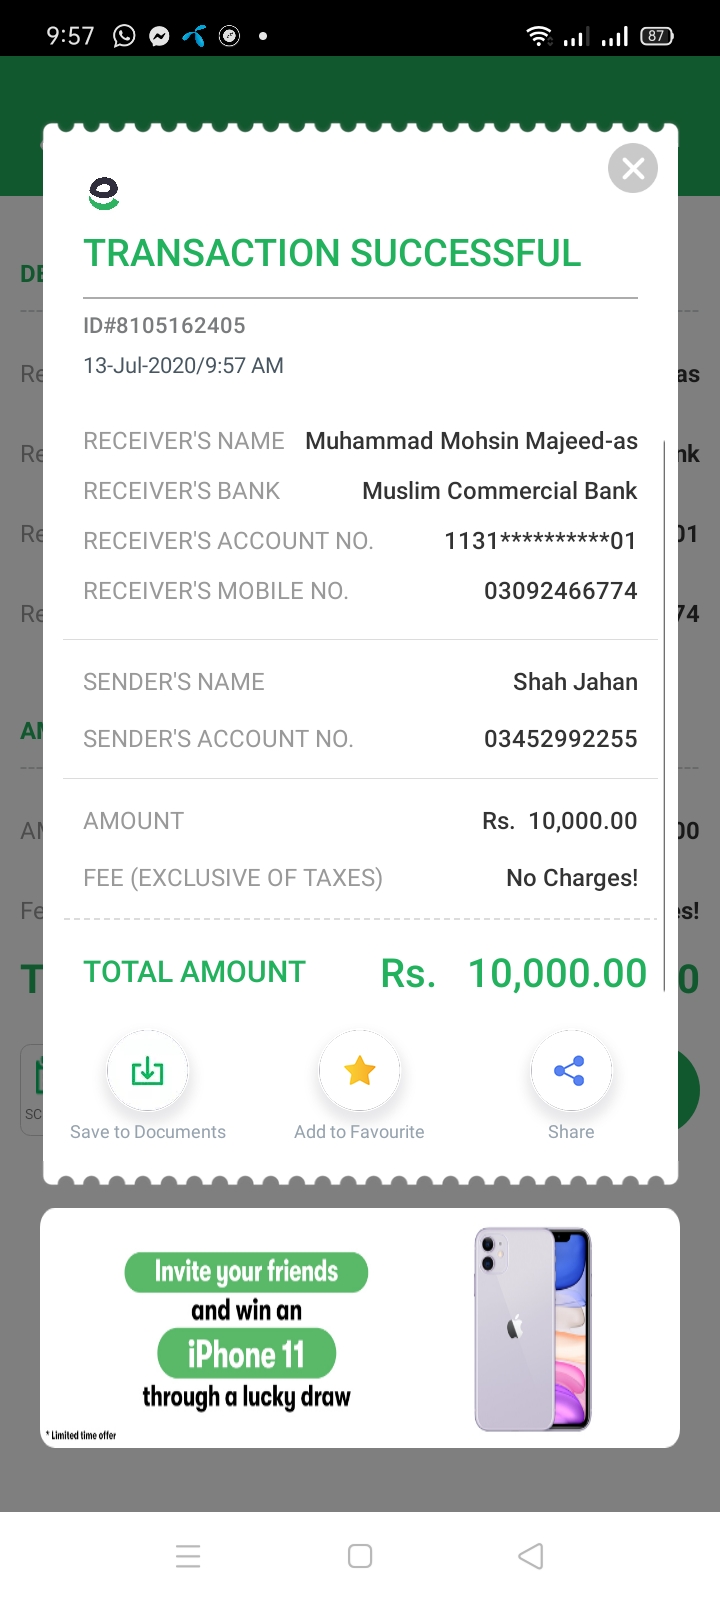 9:57
87
TRANSACTION SUCCESSFUL
ID#8105162405
13-Jul-2020/9:57 AM
RECEIVER'S NAME Muhammad Mohsin Majeed-as
RECEIVER'S BANK Muslim Commercial Bank
RECEIVER'S ACCOUNT NO. 1131**********01
RECEIVER'S MOBILE NO. 03092466774
SENDER'S NAME Shah Jahan
SENDER'S ACCOUNT NO. 03452992255
AMOUNT Rs. 10,000.00
FEE (EXCLUSIVE OF TAXES) No Charges!
TOTAL AMOUNT Rs. 10,000.00
Save to Documents Add to Favourite Share
Invite your friends
and win an
iPhone 11
through a lucky draw
* Limited time offer